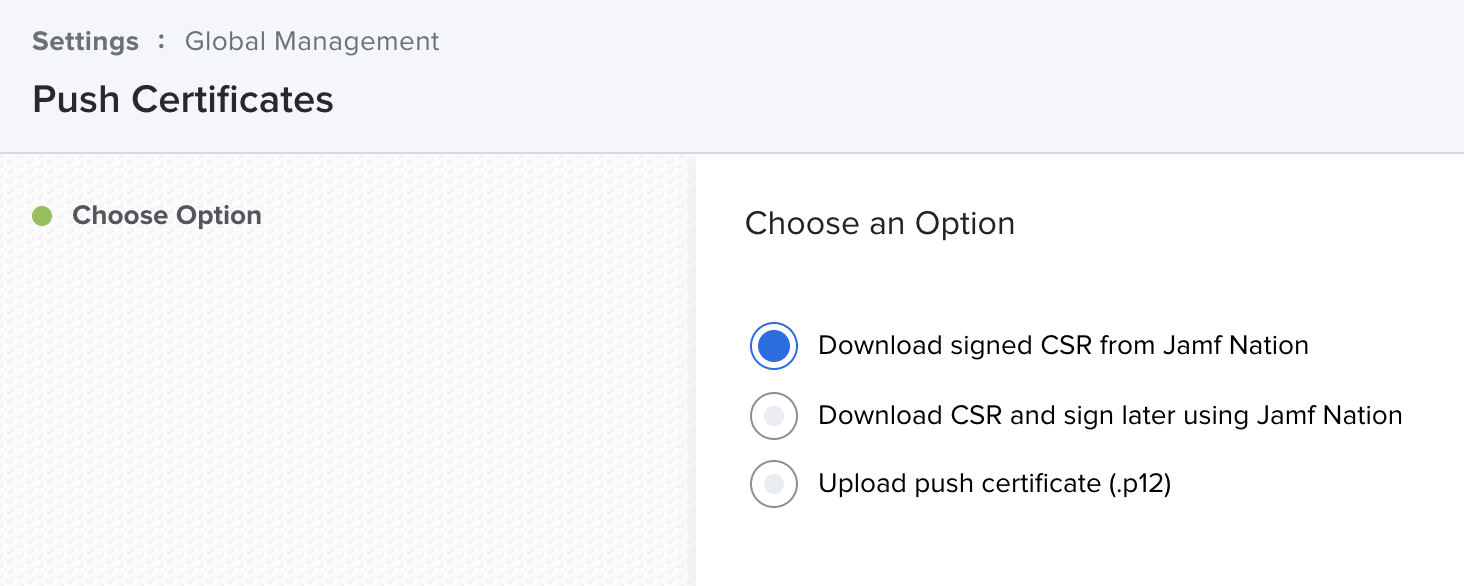 Settings : Global Management
Push Certificates
Choose Option
Choose an Option
Download signed CSR from Jamf Nation
Download CSR and sign later using Jamf Nation
Upload push certificate (.p12)